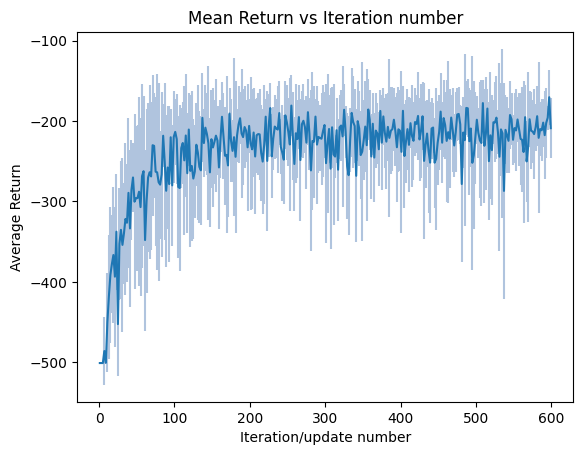 Mean Return vs Iteration number
Average Return
−100
−200
−300
−400
−500
0 100 200 300 400 500 600
Iteration/update number